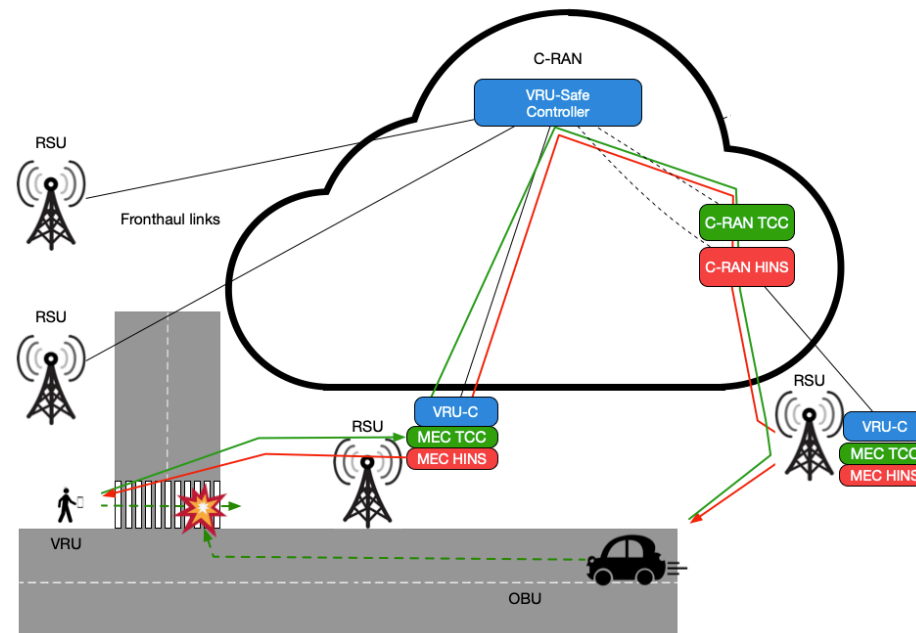 C-RAN
VRU-Safe
Controller
RSU
Fronthaul links
C-RAN TCC
C-RAN HINS
RSU
RSU
VRU-C
MEC TCC
MEC HINS
RSU
VRU-C
MEC TCC
MEC HINS
VRU
OBU